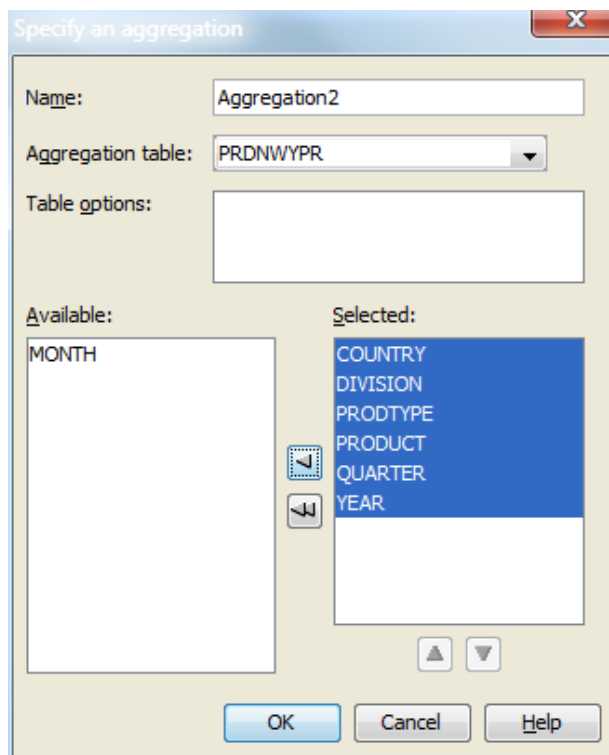 Specify an aggregation
Name: Aggregation2
Aggregation table: PRDNWYPR
Table options:
Available:
MONTH
Selected:
COUNTRY
DIVISION
PRODTYPE
PRODUCT
QUARTER
YEAR
OK Cancel Help